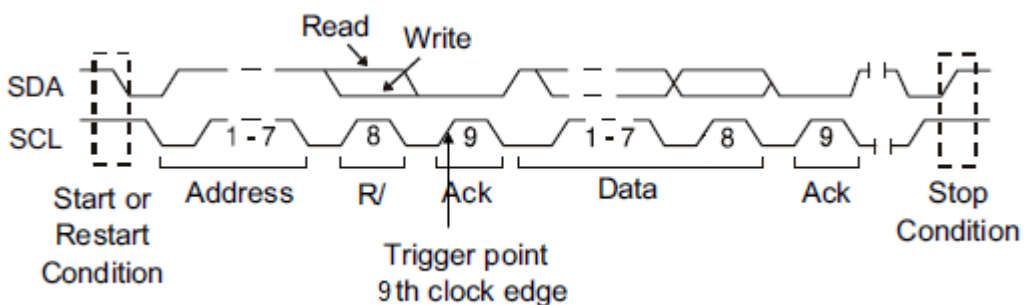 Read
Write
SDA
SCL
1 - 7
8
9
1 - 7
8
9
Address
R/
Ack
Data
Ack
Start or
Restart
Condition
Stop
Condition
Trigger point
9th clock edge